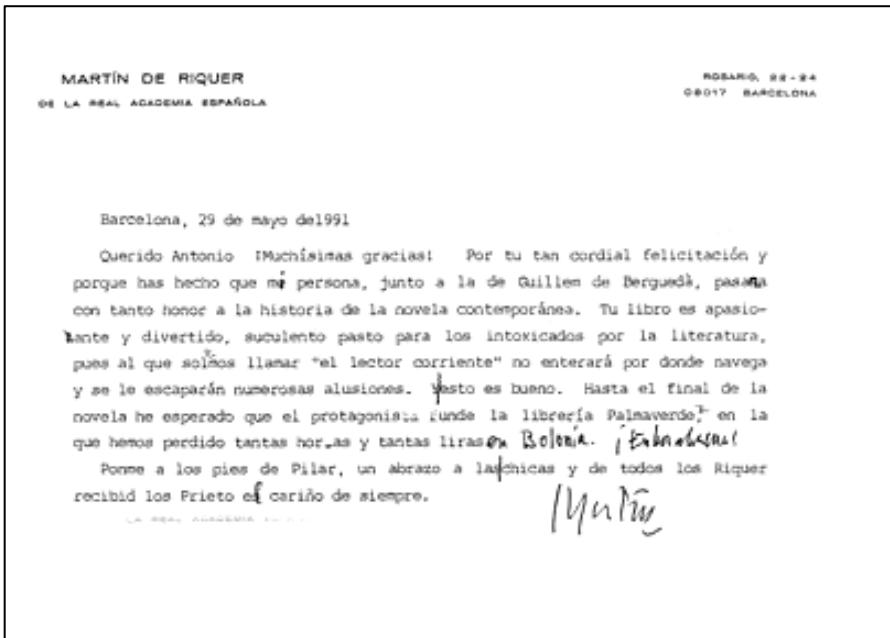 MARTÍN DE RIQUER
DE LA REAL ACADEMIA ESPAÑOLA
ROSARIO, 22-24
08017 BARCELONA
Barcelona, 29 de mayo de1991
Querido Antonio ¡Muchísimas gracias! Por tu tan cordial felicitación y
porque has hecho que mi persona, junto a la de Guillem de Berguedà, pasara
con tanto honor a la historia de la novela contemporánea. Tu libro es apasio-
nante y divertido, suculento pasto para los intoxicados por la literatura,
pues al que solemos llamar "el lector corriente" no enterará por donde navega
y se le escaparán numerosas alusiones. Y esto es bueno. Hasta el final de la
novela he esperado que el protagonista funde la librería Palmaverde, en la
que hemos perdido tantas horas y tantas liras en Bolonia. ¡Enhorabuena!
Ponme a los pies de Pilar, un abrazo a las chicas y de todos los Riquer
recibid los Prieto el cariño de siempre.
Martín